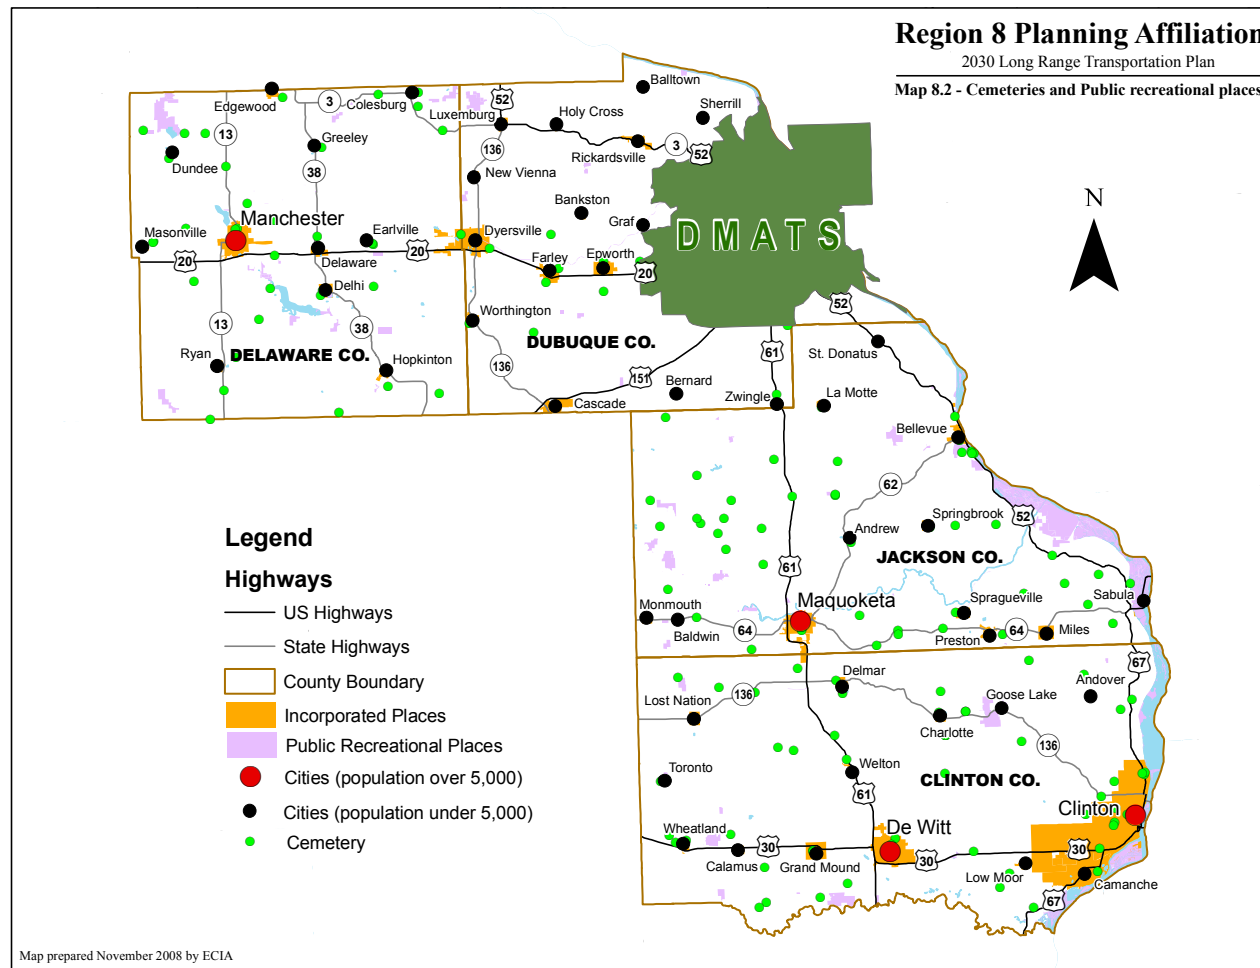 Region 8 Planning Affiliation
2030 Long Range Transportation Plan
Map 8.2 - Cemeteries and Public recreational places
Balltown
Edgewood
3
Colesburg
52
Sherrill
Luxemburg
Holy Cross
13
Greeley
136
Rickardsville
3
52
Dundee
38
New Vienna
N
Bankston
Manchester
Graf
DMATS
Masonville
Earlville
Dyersville
20
20
Delaware
Farley
Epworth
20
Delhi
52
Worthington
13
38
DUBUQUE CO.
61
St. Donatus
Ryan
DELAWARE CO.
Hopkinton
136
151
Bernard
Zwingle
La Motte
Cascade
Bellevue
62
Springbrook
52
Legend
Andrew
JACKSON CO.
Highways
61
US Highways
Monmouth
Maquoketa
Spragueville
Sabula
Baldwin
64
Preston
64
Miles
State Highways
67
County Boundary
Delmar
Andover
Lost Nation
136
Goose Lake
Incorporated Places
Charlotte
136
Public Recreational Places
Toronto
Welton
CLINTON CO.
Cities (population over 5,000)
61
Clinton
Cities (population under 5,000)
Wheatland
De Witt
Cemetery
30
30
30
Calamus
Grand Mound
Low Moor
Camanche
67
Map prepared November 2008 by ECIA